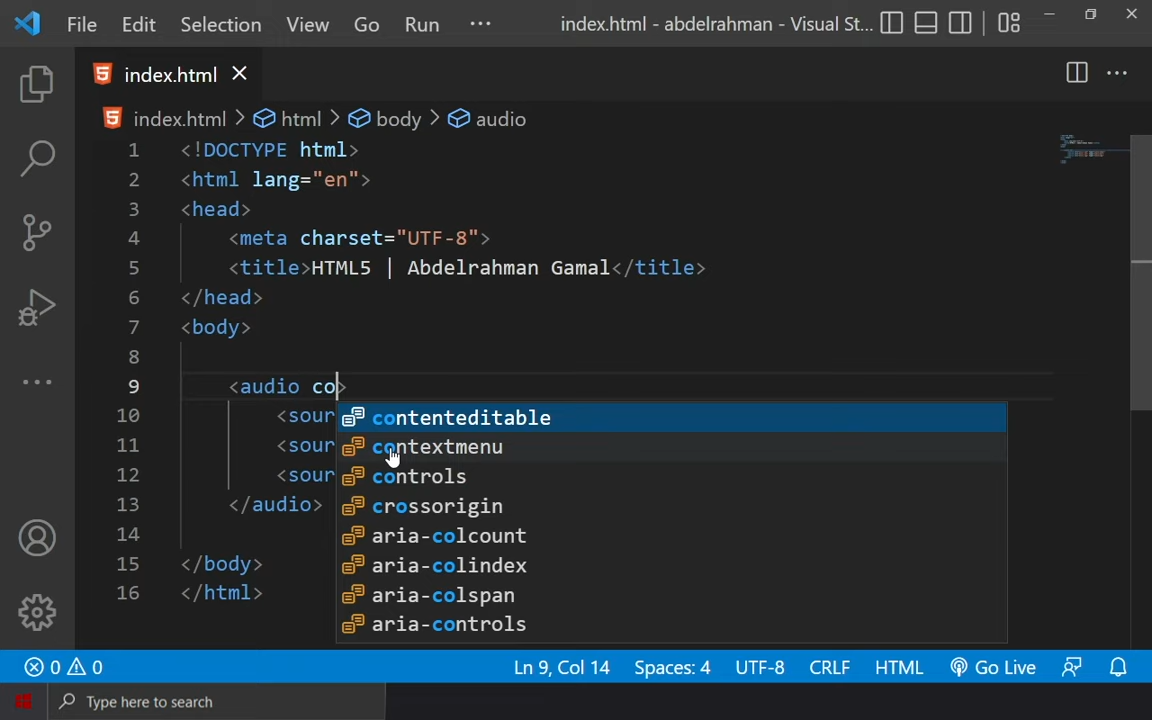 File Edit Selection View Go Run ··· index.html - abdelrahman - Visual St...
index.html
index.html > html > body > audio
1 <!DOCTYPE html>
2 <html lang="en">
3 <head>
4 <meta charset="UTF-8">
5 <title>HTML5 | Abdelrahman Gamal</title>
6 </head>
7 <body>
8
9 <audio co>
10 <sour
contenteditable
11 <sour
contextmenu
12 <sour
controls
13 </audio>
crossorigin
14
aria-colcount
15 </body>
aria-colindex
16 </html>
aria-colspan
aria-controls
0 0 Ln 9, Col 14 Spaces: 4 UTF-8 CRLF HTML Go Live
Type here to search